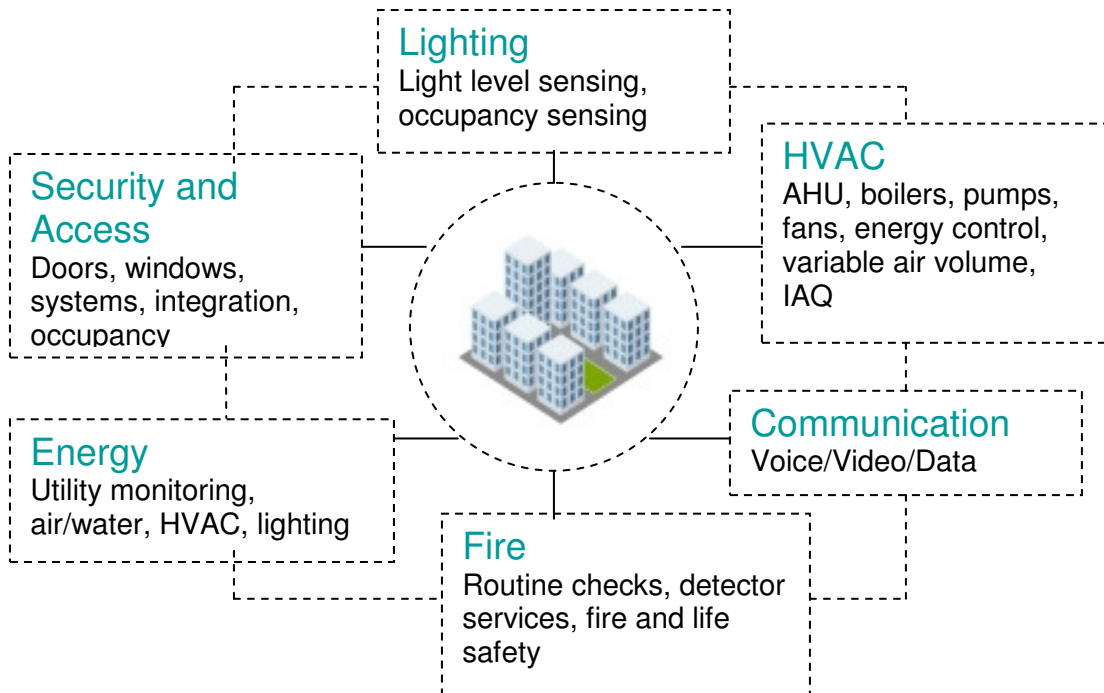 Lighting
Light level sensing,
occupancy sensing
HVAC
AHU, boilers, pumps,
fans, energy control,
variable air volume,
IAQ
Security and
Access
Doors, windows,
systems, integration,
occupancy
Communication
Voice/Video/Data
Energy
Utility monitoring,
air/water, HVAC, lighting
Fire
Routine checks, detector
services, fire and life
safety